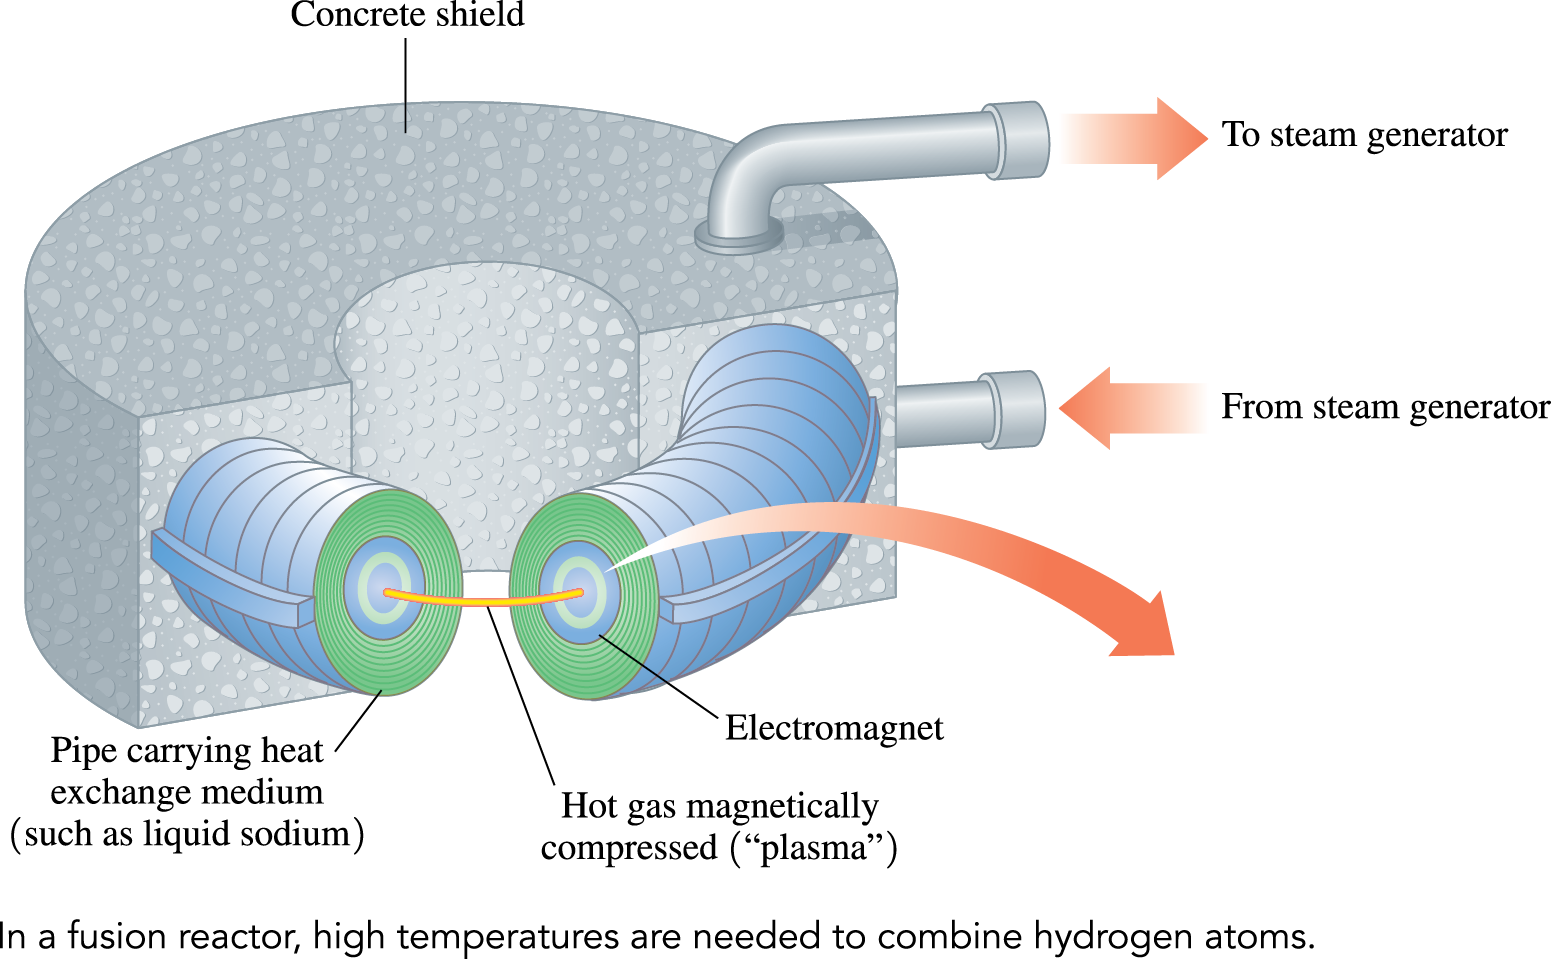 Concrete shield
To steam generator
From steam generator
Electromagnet
Pipe carrying heat
exchange medium
(such as liquid sodium)
Hot gas magnetically
compressed (“plasma”)
In a fusion reactor, high temperatures are needed to combine hydrogen atoms.